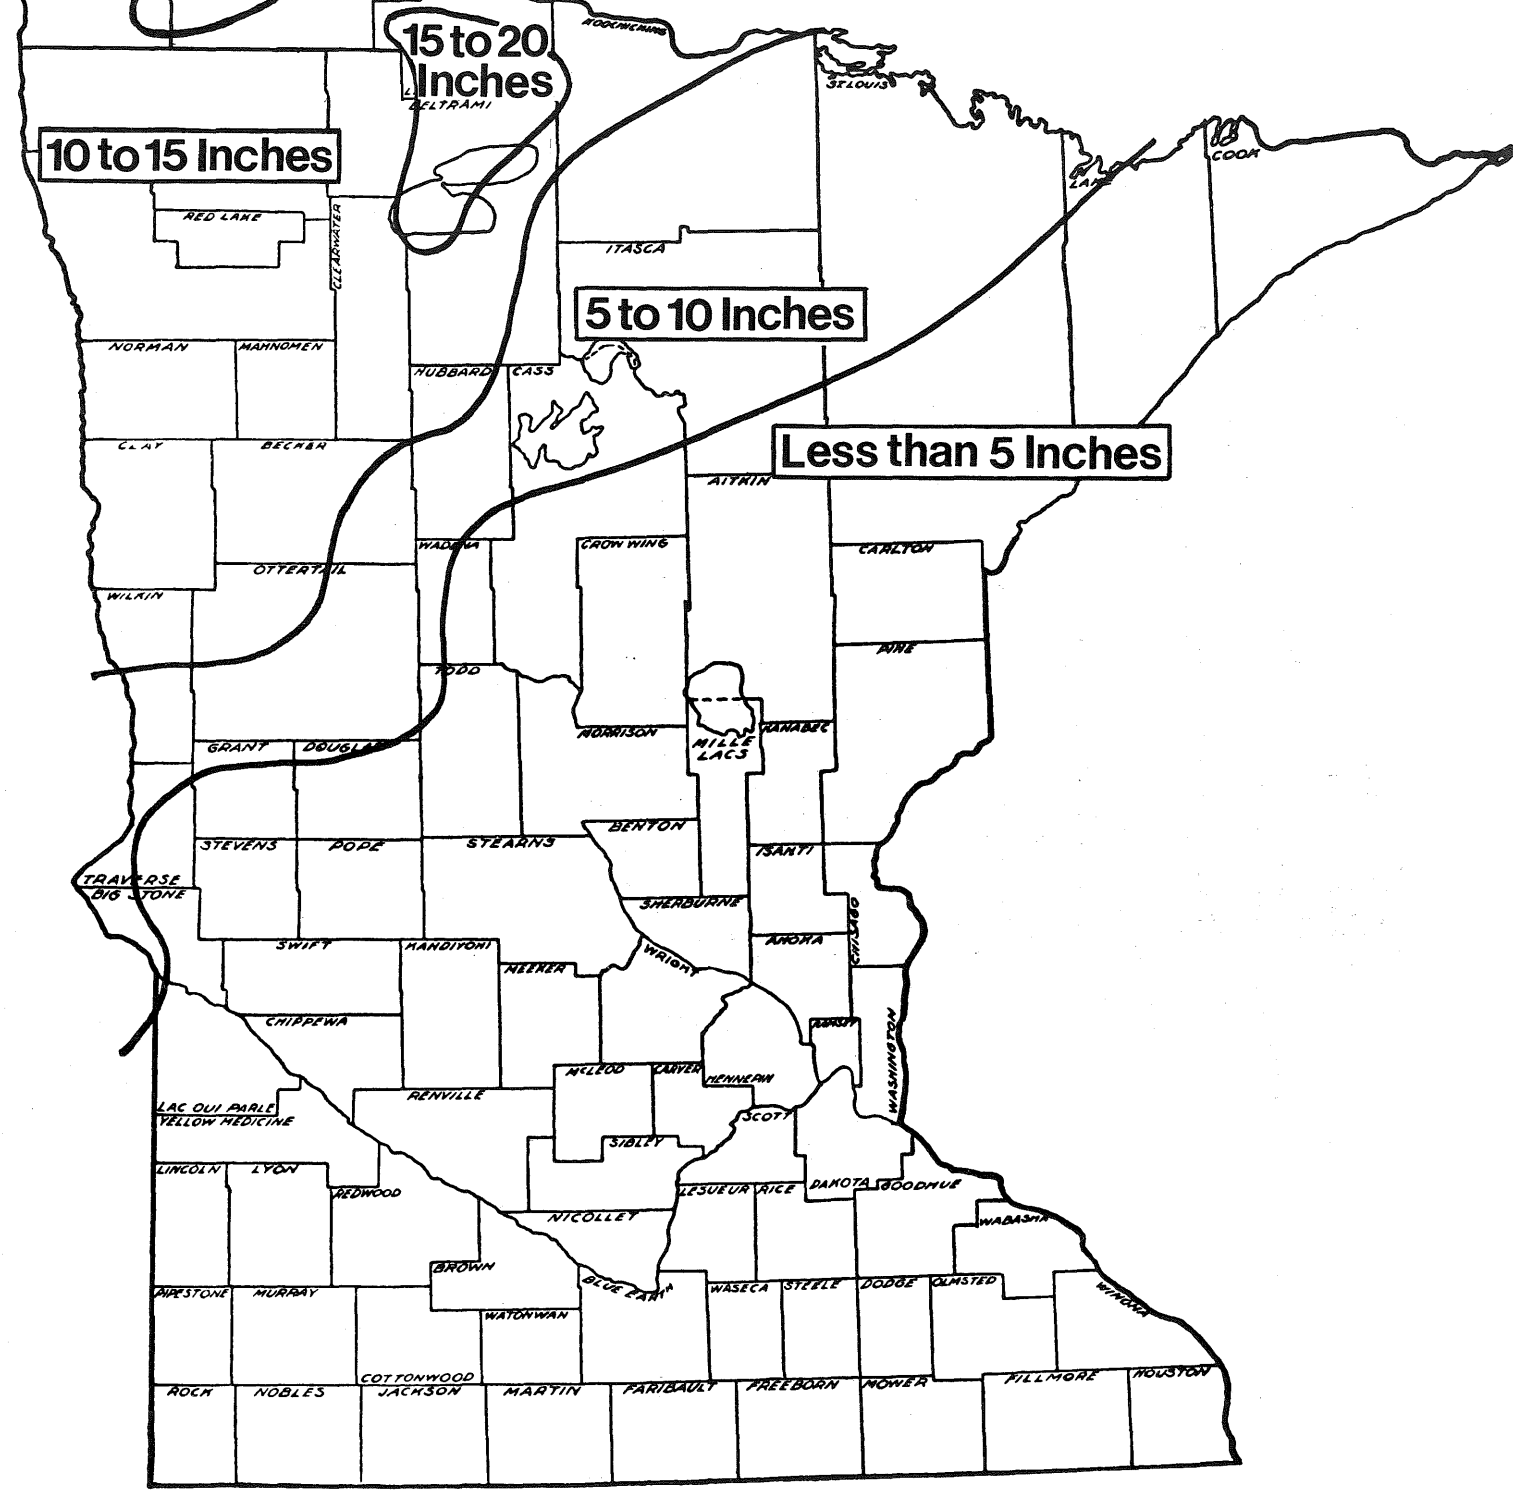 KOOCHICHING
15 to 20
Inches
BELTRAMI
ST LOUIS
10 to 15 Inches
COOK
LAKE
RED LAKE
CLEARWATER
ITASCA
5 to 10 Inches
NORMAN
MAHNOMEN
HUBBARD
CASS
CLAY
BECKER
Less than 5 Inches
AITKIN
WADENA
CROW WING
CARLTON
OTTERTAIL
WILKIN
PINE
TODD
MORRISON
KANABEC
MILLE
LACS
GRANT
DOUGLAS
BENTON
STEVENS
POPE
STEARNS
ISANTI
TRAVERSE
BIG STONE
SHERBURNE
CHISAGO
SWIFT
KANDIYOHI
ANOKA
WRIGHT
MEEKER
CHIPPEWA
RAMSEY
WASHINGTON
McLEOD
CARVER
HENNEPIN
RENVILLE
LAC QUI PARLE
YELLOW MEDICINE
SCOTT
SIBLEY
LINCOLN
LYON
REDWOOD
LESUEUR
RICE
DAKOTA
GOODHUE
NICOLLET
WABASHA
BROWN
BLUE EARTH
PIPESTONE
MURRAY
WASECA
STEELE
DODGE
OLMSTED
WINONA
WATONWAN
COTTONWOOD
ROCK
NOBLES
JACKSON
MARTIN
FARIBAULT
FREEBORN
MOWER
FILLMORE
HOUSTON